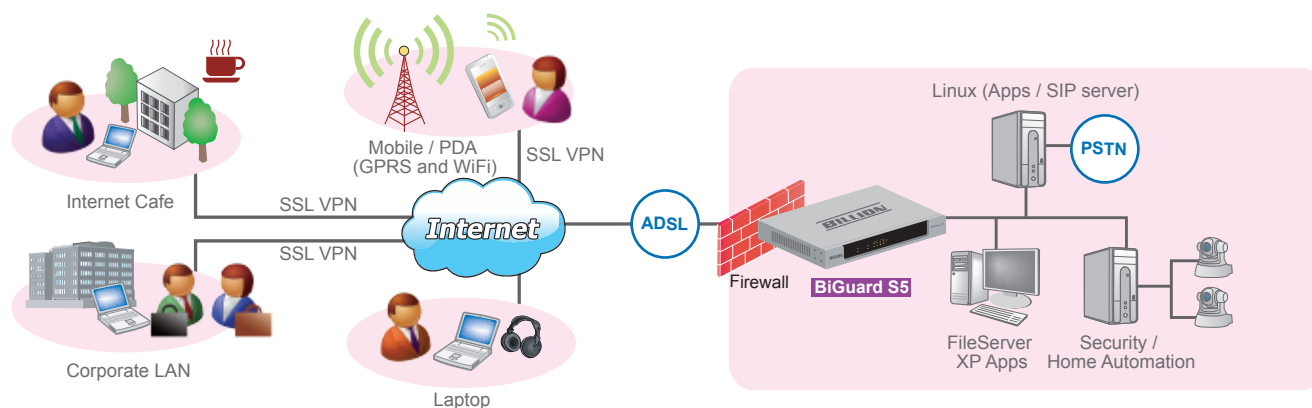 Internet Cafe
Mobile / PDA
(GPRS and WiFi)
SSL VPN
SSL VPN
SSL VPN
Internet
Corporate LAN
Laptop
ADSL
Firewall
BILLION
BiGuard S5
Linux (Apps / SIP server)
PSTN
FileServer
XP Apps
Security /
Home Automation